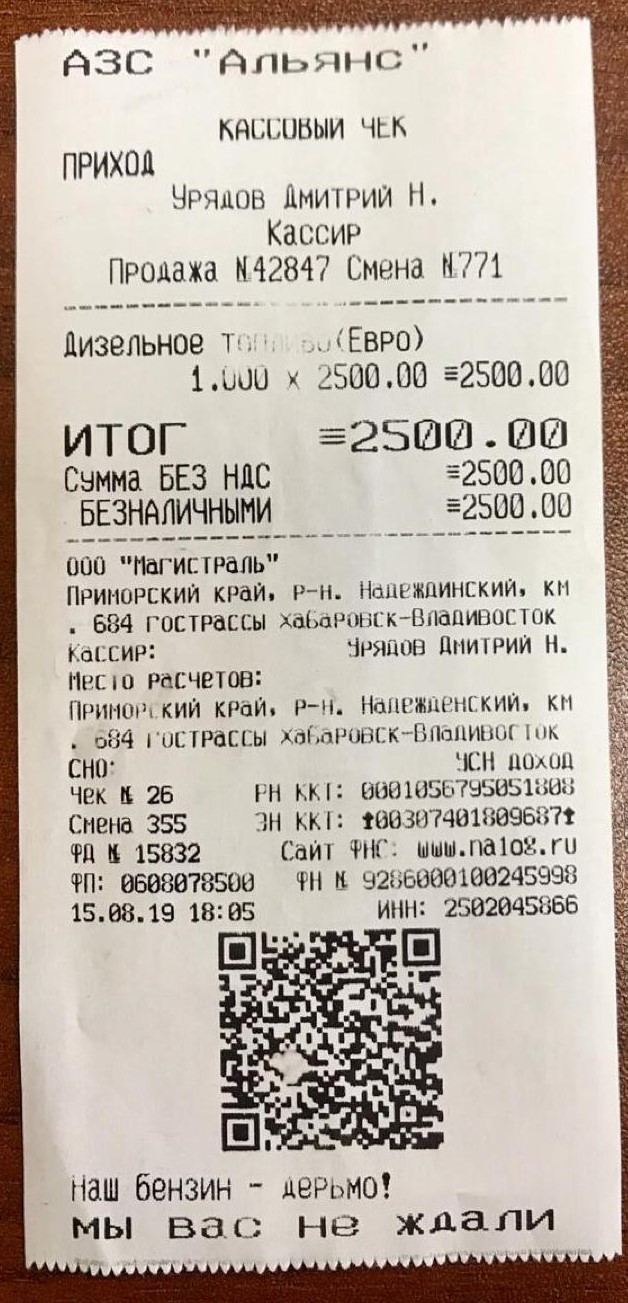 АЗС "Альянс"
КАССОВЫЙ ЧЕК
ПРИХОД
Урядов Дмитрий Н.
Кассир
Продажа №42847 Смена №771
Дизельное топливо(Евро)
1.000 x 2500.00 ≡2500.00
ИТОГ ≡2500.00
Сумма БЕЗ НДС ≡2500.00
БЕЗНАЛИЧНЫМИ ≡2500.00
ООО "Магистраль"
Приморский край, р-н. Надеждинский, км
. 684 гострассы Хабаровск-Владивосток
Кассир: Урядов Дмитрий Н.
Место расчетов:
Приморский край, р-н. Надежденский, км
. 684 гострассы Хабаровск-Владивосток
СНО: УСН доход
Чек № 26 РН ККТ: 0001056795051808
Смена 355 ЗН ККТ: ↑00307401809687↑
ФД № 15832 Сайт ФНС: www.nalog.ru
ФП: 0608078500 ФН № 9286000100245998
15.08.19 18:05 ИНН: 2502045866
Наш бензин - дерьмо!
мы вас не ждали